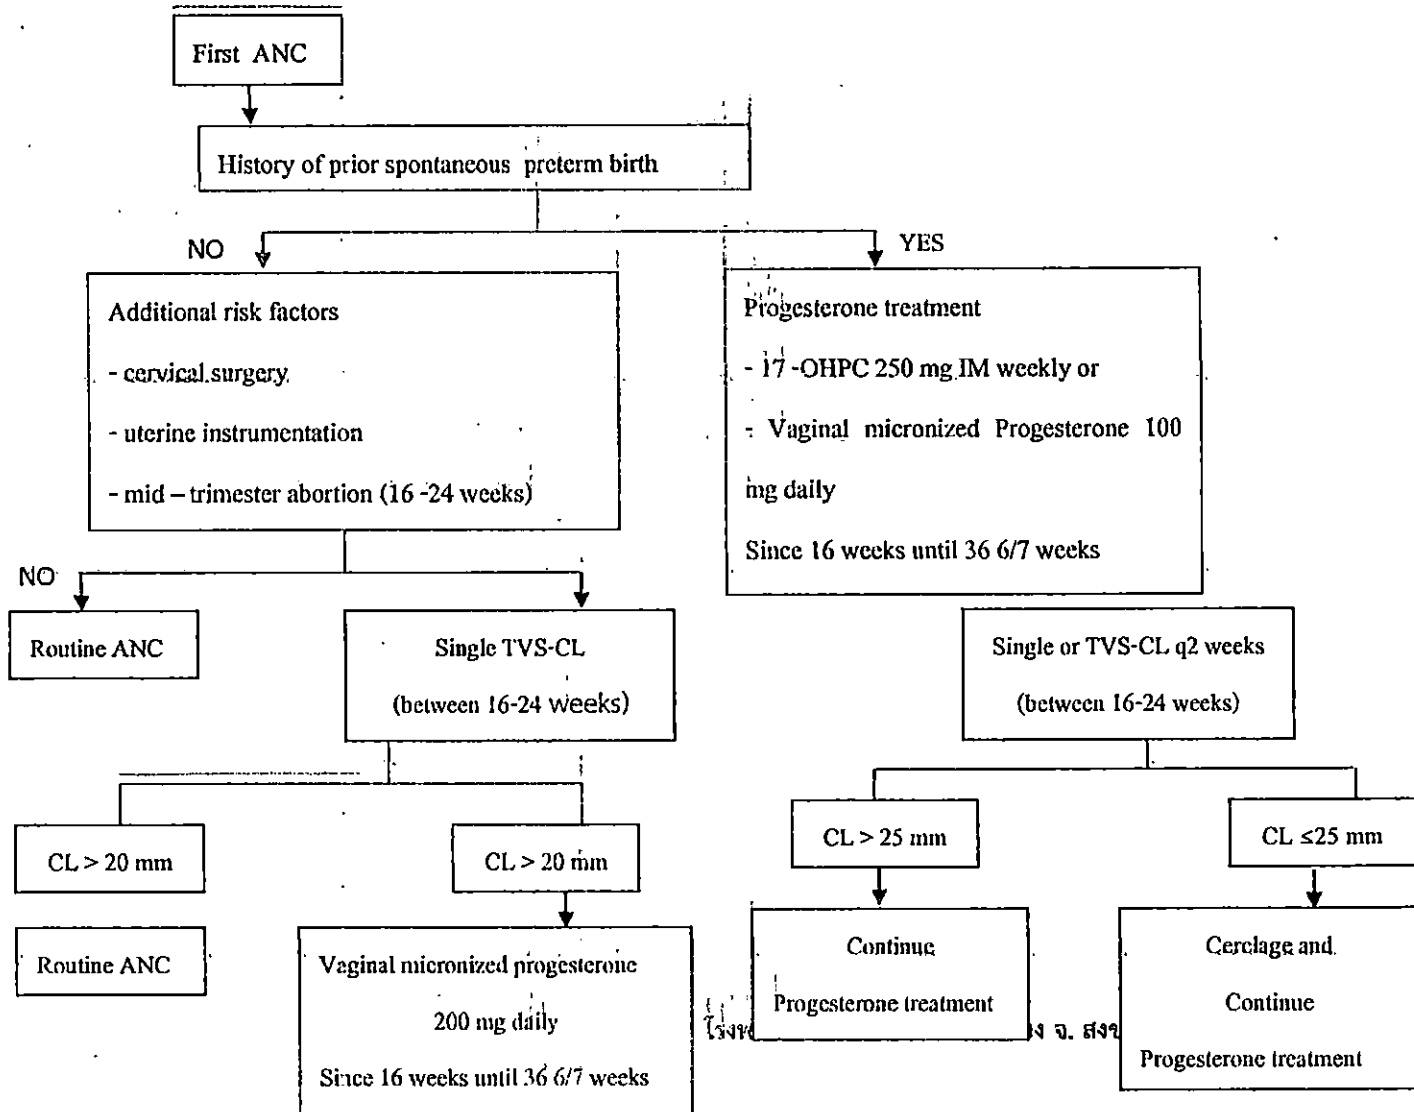 First ANC
History of prior spontaneous preterm birth
NO
YES
Additional risk factors
- cervical surgery
- uterine instrumentation
- mid – trimester abortion (16 -24 weeks)
Progesterone treatment
- 17 -OHPC 250 mg IM weekly or
- Vaginal micronized Progesterone 100
mg daily
Since 16 weeks until 36 6/7 weeks
NO
Routine ANC
Single TVS-CL
(between 16-24 weeks)
Single or TVS-CL q2 weeks
(between 16-24 weeks)
CL > 20 mm
CL > 20 mm
CL > 25 mm
CL ≤25 mm
Routine ANC
Vaginal micronized progesterone
200 mg daily
Since 16 weeks until 36 6/7 weeks
Continue
Progesterone treatment
Cerclage and
Continue
Progesterone treatment
จ.